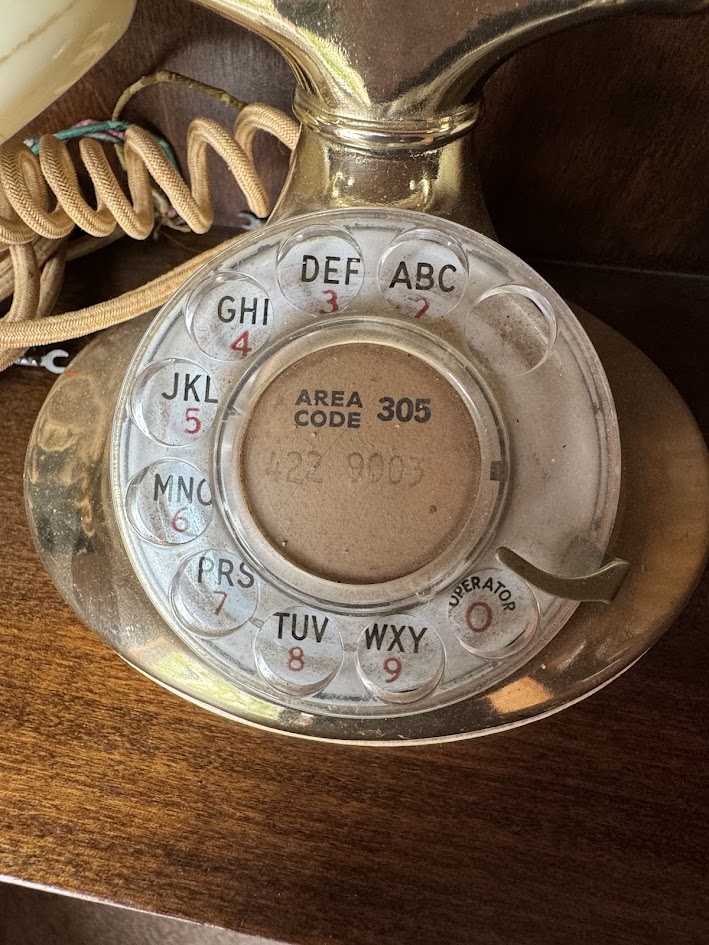 AREA
CODE 305
422 9003
ABC
2
DEF
3
GHI
4
JKL
5
MNO
6
PRS
7
TUV
8
WXY
9
OPERATOR
0